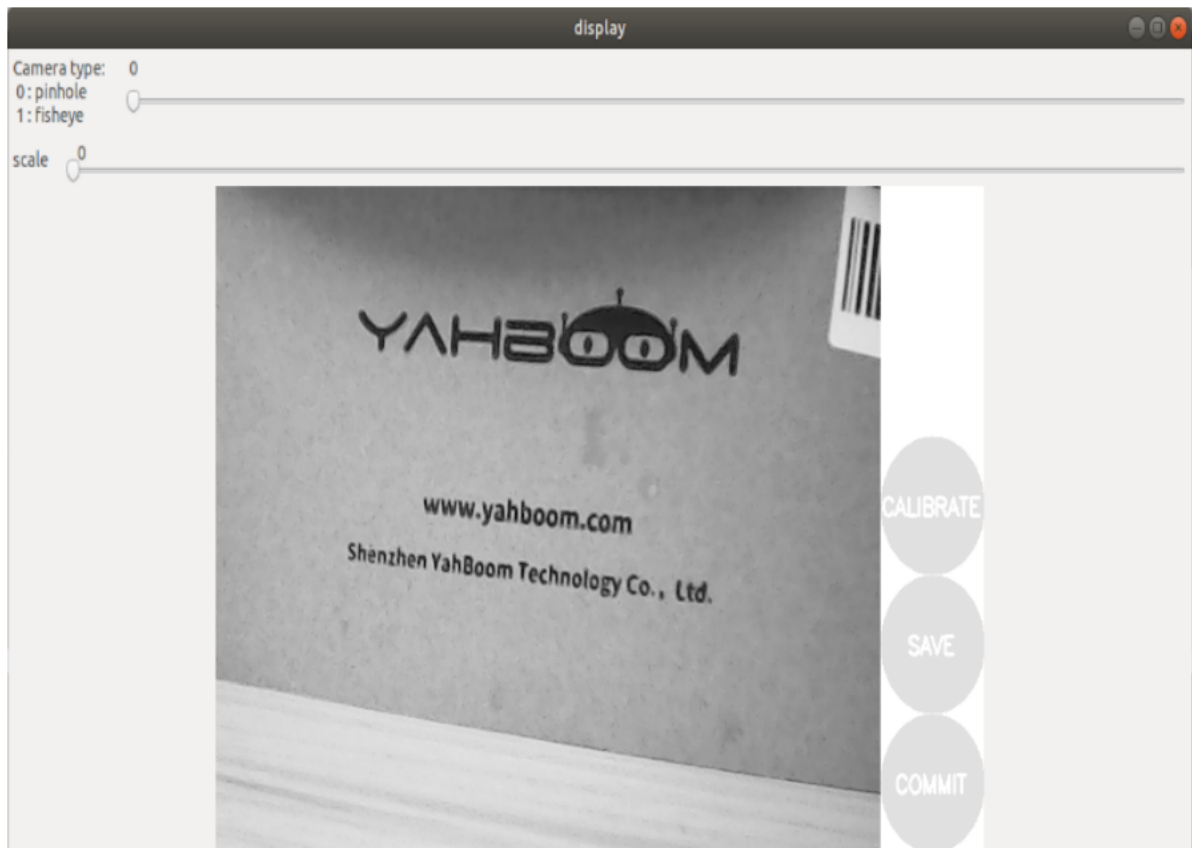 display
Camera type: 0
0 : pinhole
1 : fisheye
scale 0
YAHBOOM
www.yahboom.com
Shenzhen YahBoom Technology Co., Ltd.
CALIBRATE
SAVE
COMMIT